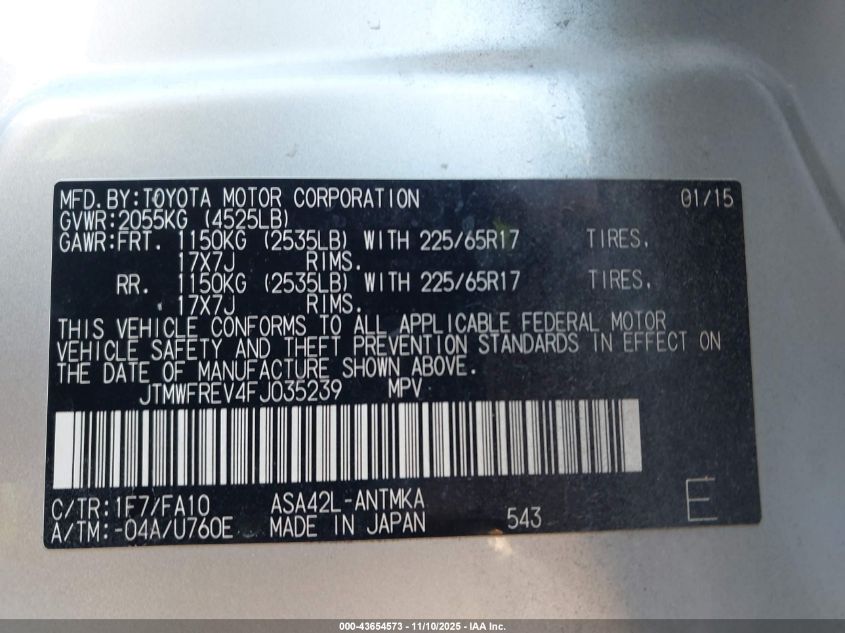 MFD.BY:TOYOTA MOTOR CORPORATION 01/15
GVWR:2055KG (4525LB)
GAWR:FRT. 1150KG (2535LB) WITH 225/65R17 TIRES,
17X7J RIMS.
RR. 1150KG (2535LB) WITH 225/65R17 TIRES,
17X7J RIMS.
THIS VEHICLE CONFORMS TO ALL APPLICABLE FEDERAL MOTOR
VEHICLE SAFETY AND THEFT PREVENTION STANDARDS IN EFFECT ON
THE DATE OF MANUFACTURE SHOWN ABOVE.
JTMWFREV4FJ035239 MPV
C/TR:1F7/FA10 ASA42L-ANTMKA E
A/TM:-04A/U760E MADE IN JAPAN 543
000-43654573 - 11/10/2025 - IAA Inc.